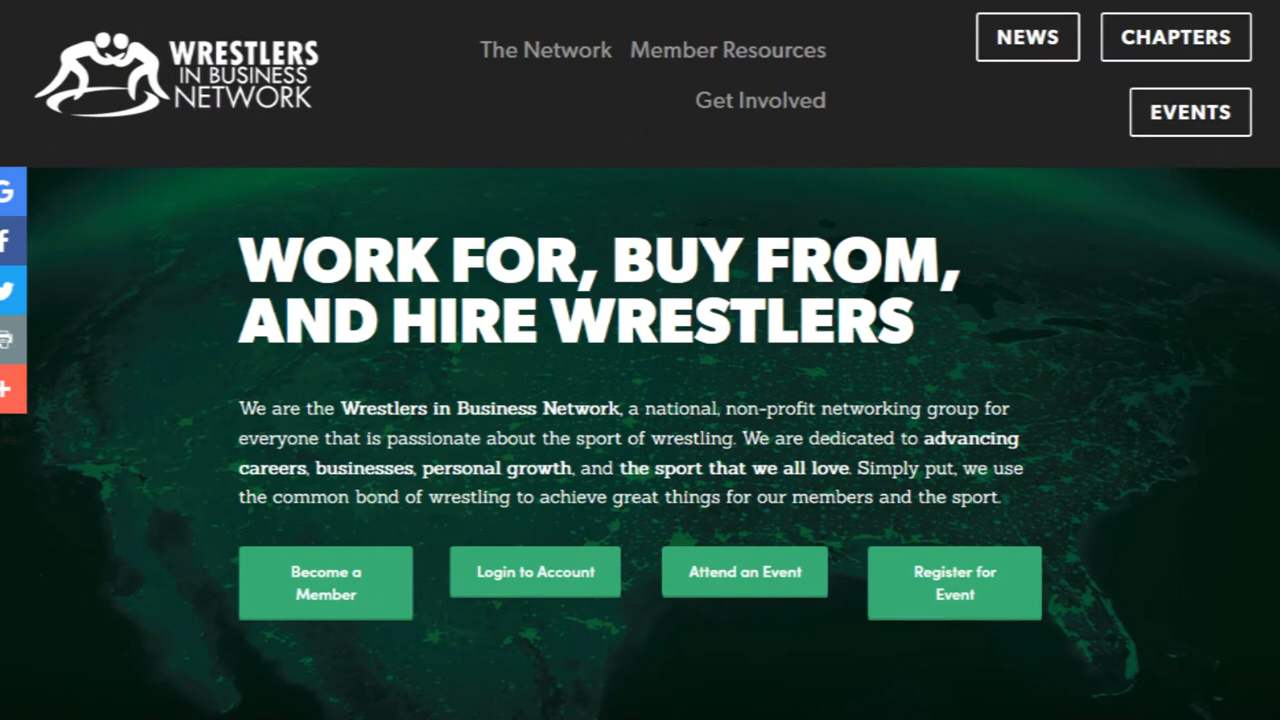 WRESTLERS
IN BUSINESS
NETWORK
The Network
Member Resources
Get Involved
NEWS
CHAPTERS
EVENTS
WORK FOR, BUY FROM,
AND HIRE WRESTLERS
We are the Wrestlers in Business Network, a national, non-profit networking group for
everyone that is passionate about the sport of wrestling. We are dedicated to advancing
careers, businesses, personal growth, and the sport that we all love. Simply put, we use
the common bond of wrestling to achieve great things for our members and the sport.
Become a
Member
Login to Account
Attend an Event
Register for
Event